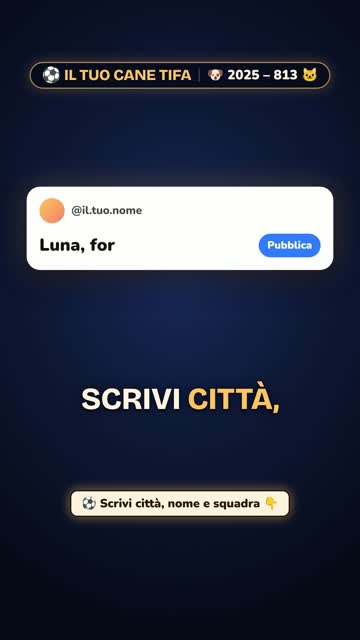 ⚽ IL TUO CANE TIFA | 🐶 2025 – 813 🐱
@il.tuo.nome
Luna, for
Pubblica
SCRIVI CITTÀ,
⚽ Scrivi città, nome e squadra 👇